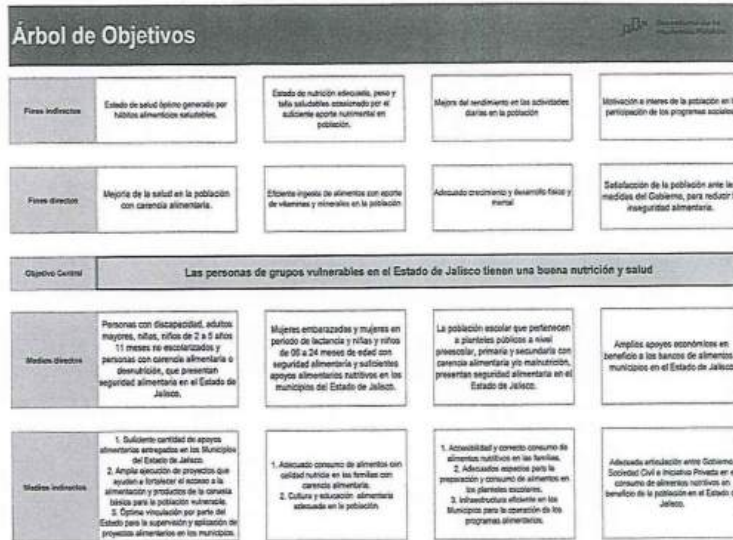 Árbol de Objetivos
Secretaría de la
Hacienda Pública
Fines indirectos
Estado de salud óptimo generado por
hábitos alimenticios saludables.
Estado de nutrición adecuada, peso y
talla saludables ocasionado por el
suficiente aporte nutrimental en
población.
Mejora del rendimiento en las actividades
diarias en la población
Motivación e interes de la población en l
participación de los programas sociales
Fines directos
Mejoría de la salud en la población
con carencia alimentaria.
Eficiente ingesta de alimentos con aporte
de vitaminas y minerales en la población
Adecuado crecimiento y desarrollo físico y
mental
Satisfacción de la población ante las
medidas del Gobierno, para reducir l
inseguridad alimentaria.
Objetivo Central
Las personas de grupos vulnerables en el Estado de Jalisco tienen una buena nutrición y salud
Medios directos
Personas con discapacidad, adultos
mayores, niñas, niños de 2 a 5 años
11 meses no escolarizados y
personas con carencia alimentaria o
desnutrición, que presentan
seguridad alimentaria en el Estado de
Jalisco.
Mujeres embarazadas y mujeres en
periodo de lactancia y niñas y niños
de 06 a 24 meses de edad con
seguridad alimentaria y suficientes
apoyos alimentarios nutritivos en los
municipios del Estado de Jalisco.
La población escolar que pertenecen
a planteles públicos a nivel
preescolar, primaria y secundaria con
carencia alimentaria y/o malnutrición,
presentan seguridad alimentaria en el
Estado de Jalisco.
Amplios apoyos económicos en
beneficio a los bancos de alimentos
municipios en el Estado de Jalisco
Medios indirectos
1. Suficiente cantidad de apoyos
alimentarios entregados en los Municipios
del Estado de Jalisco.
2. Amplia ejecución de proyectos que
ayuden a fortalecer el acceso a la
alimentación y productos de la canasta
básica para la población vulnerable.
3. Óptima vinculación por parte del
Estado para la supervisión y aplicación de
proyectos alimentarios en los municipios.
1. Adecuado consumo de alimentos con
calidad nutricia en las familias con
carencia alimentaria.
2. Cultura y educación alimentaria
adecuada en la población
1. Accesibilidad y correcto consumo de
alimentos nutritivos en las familias.
2. Adecuados espacios para la
preparación y consumo de alimentos en
los planteles escolares.
3. Infraestructura eficiente en los
Municipios para la operación de los
programas alimentarios.
Adecuada articulación entre Gobierno
Sociedad Civil e Iniciativa Privada en e
consumo de alimentos nutritivos en
beneficio de la población en el Estado d
Jalisco.